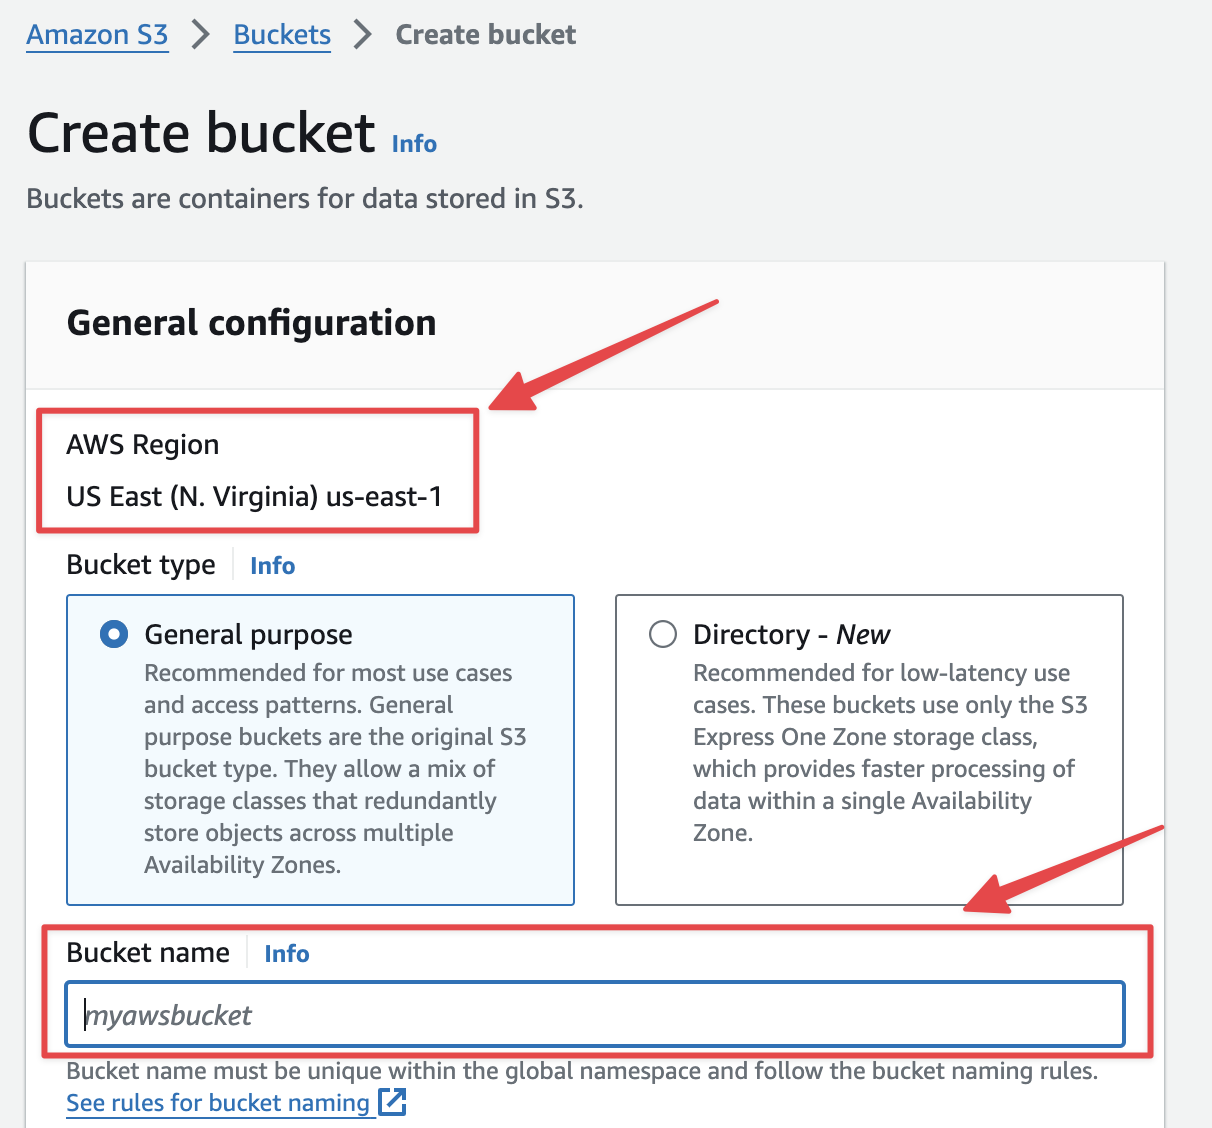 Amazon S3 > Buckets > Create bucket
Create bucket Info
Buckets are containers for data stored in S3.
General configuration
AWS Region
US East (N. Virginia) us-east-1
Bucket type Info
General purpose
Recommended for most use cases
and access patterns. General
purpose buckets are the original S3
bucket type. They allow a mix of
storage classes that redundantly
store objects across multiple
Availability Zones.
Directory - New
Recommended for low-latency use
cases. These buckets use only the S3
Express One Zone storage class,
which provides faster processing of
data within a single Availability
Zone.
Bucket name Info
myawsbucket
Bucket name must be unique within the global namespace and follow the bucket naming rules.
See rules for bucket naming